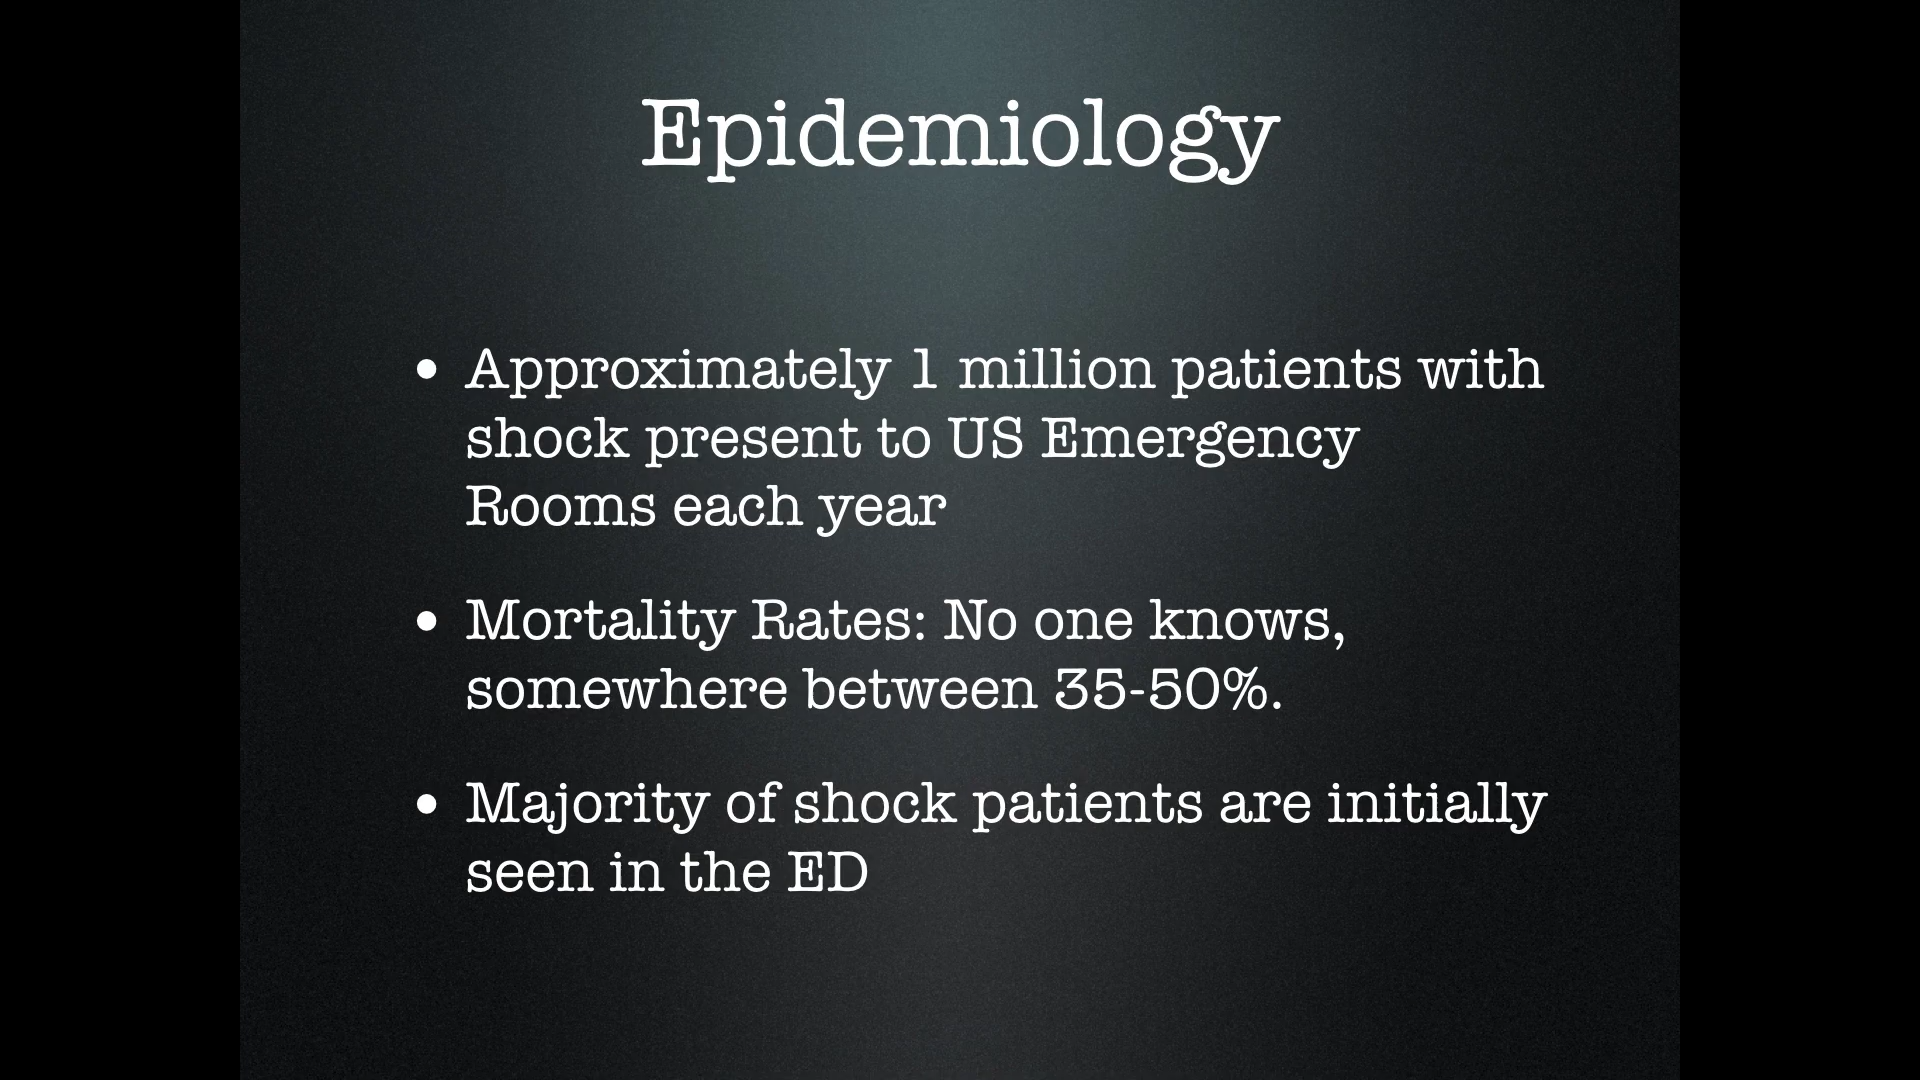 Epidemiology
• Approximately 1 million patients with
shock present to US Emergency
Rooms each year
• Mortality Rates: No one knows,
somewhere between 35-50%.
• Majority of shock patients are initially
seen in the ED